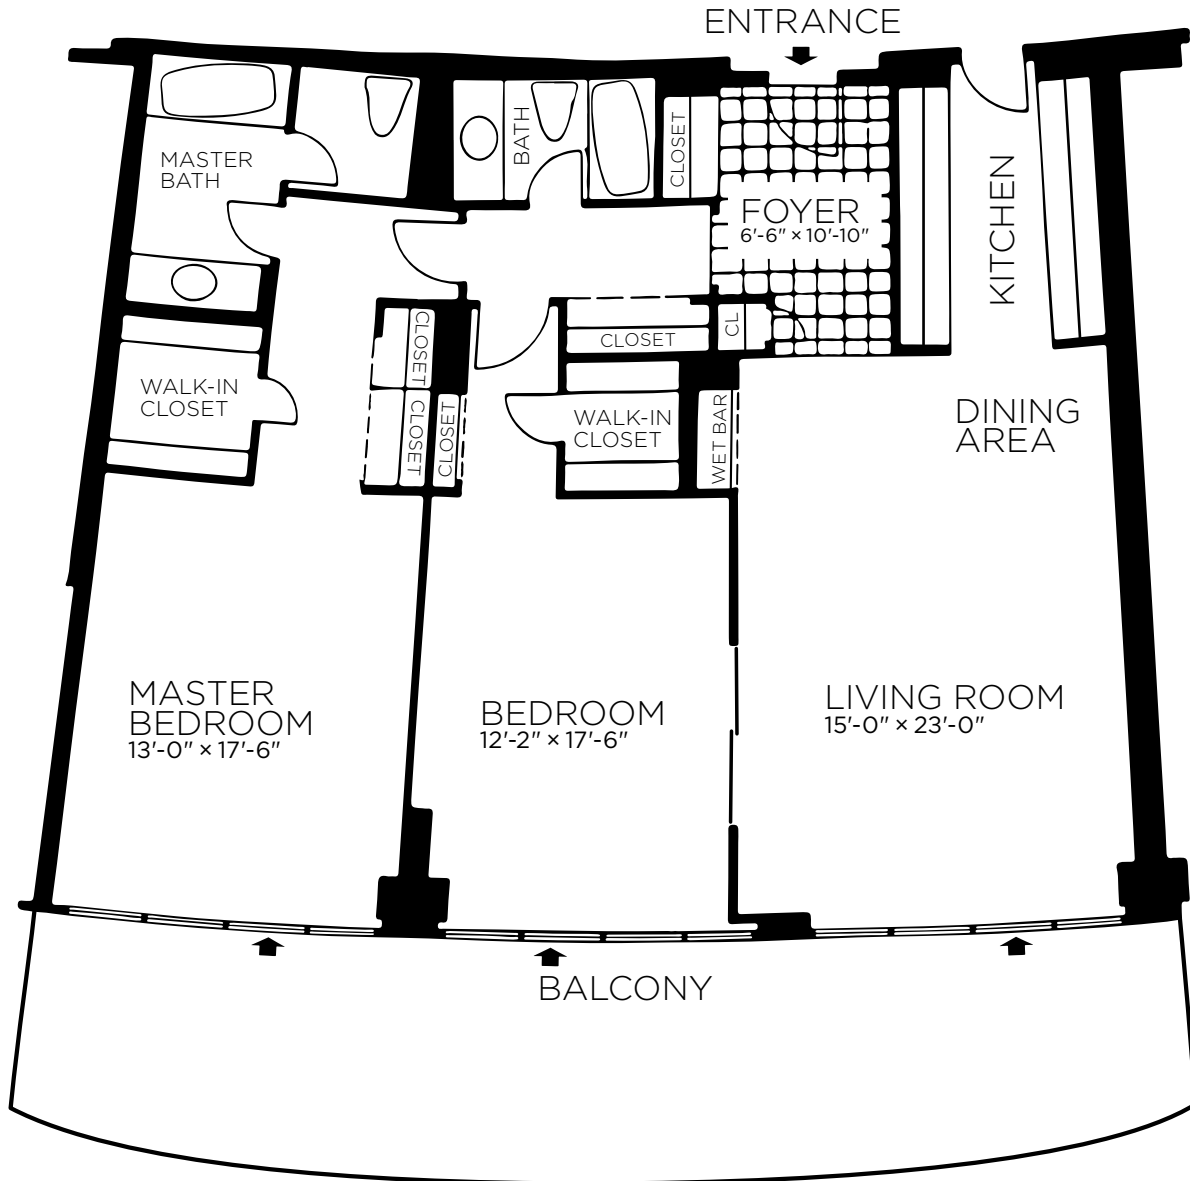 ENTRANCE
MASTER
BATH
BATH
CLOSET
FOYER
6'-6" × 10'-10"
KITCHEN
WALK-IN
CLOSET
CLOSET
CLOSET
CLOSET
CLOSET
CL
WALK-IN
CLOSET
WET BAR
DINING
AREA
MASTER
BEDROOM
13'-0" × 17'-6"
BEDROOM
12'-2" × 17'-6"
LIVING ROOM
15'-0" × 23'-0"
BALCONY